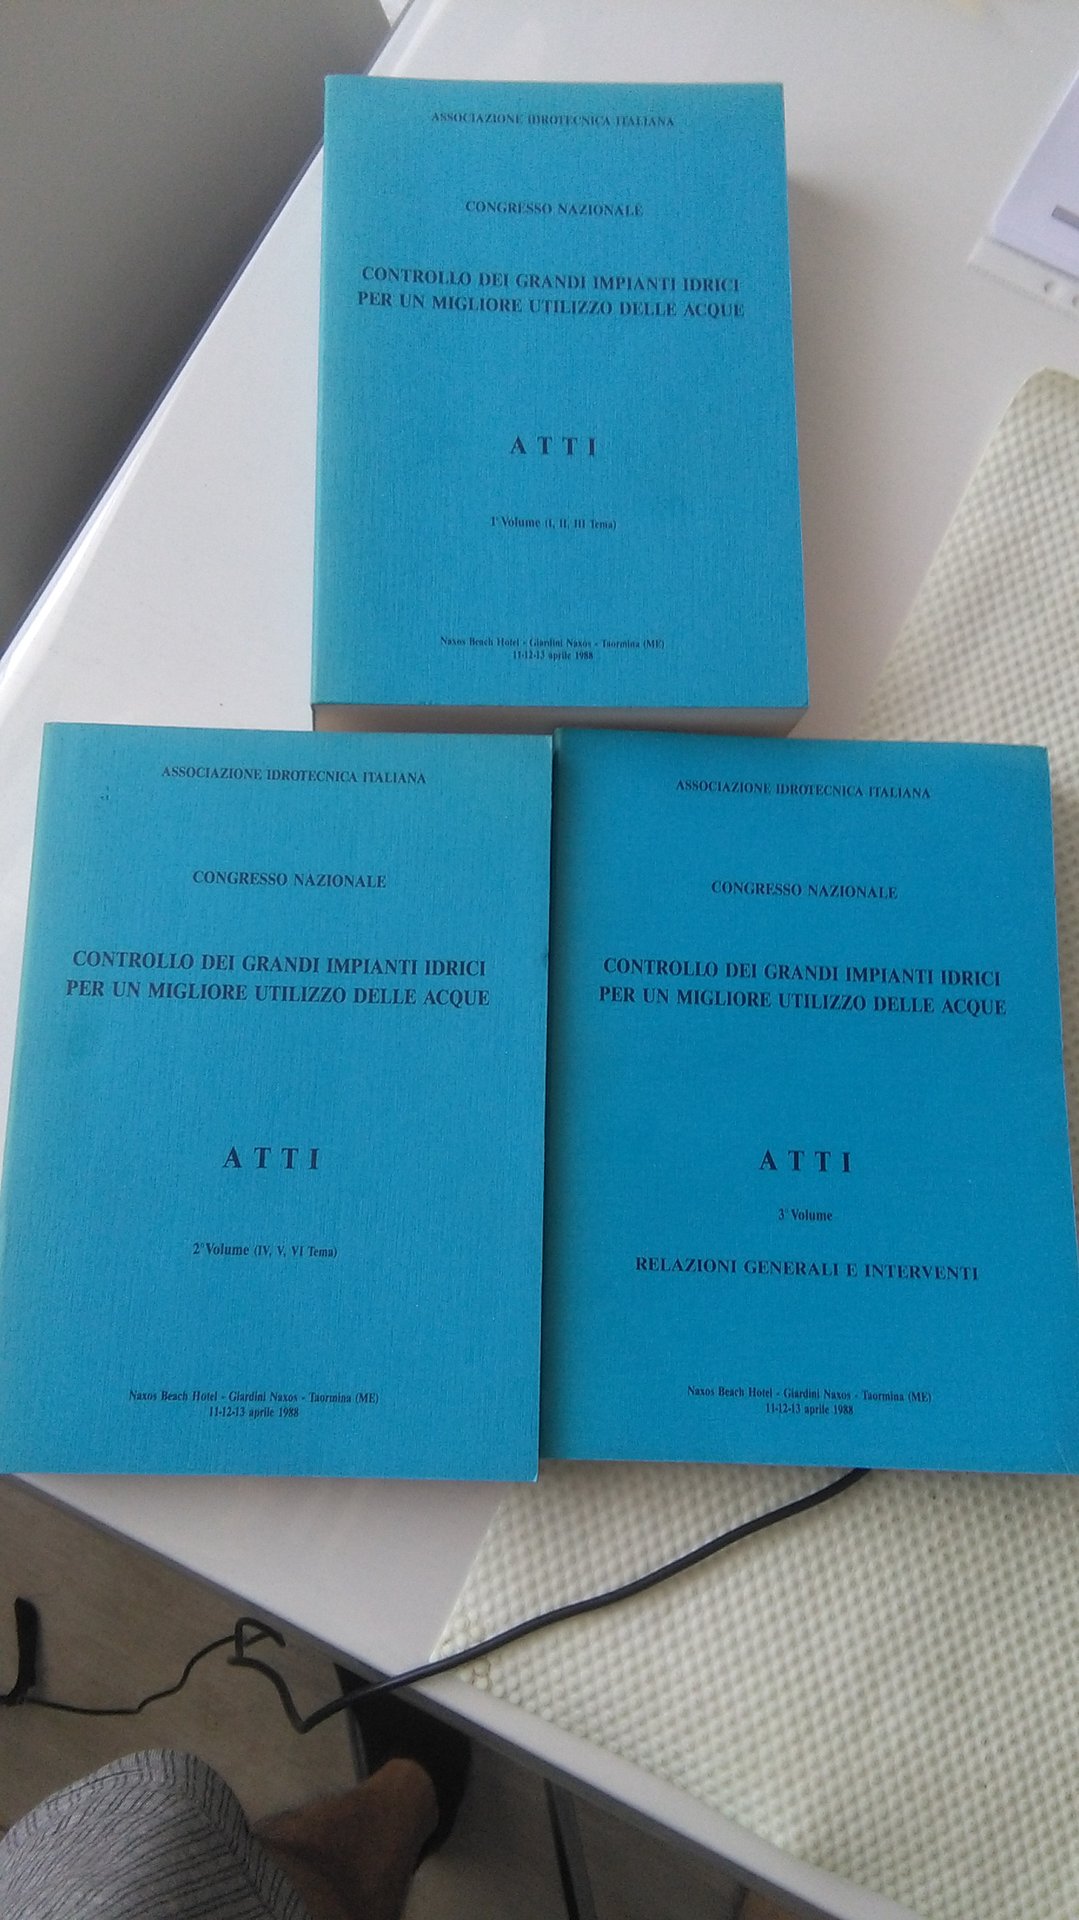 ASSOCIAZIONE IDROTECNICA ITALIANA
CONGRESSO NAZIONALE
CONTROLLO DEI GRANDI IMPIANTI IDRICI
PER UN MIGLIORE UTILIZZO DELLE ACQUE
ATTI
1° Volume (I, II, III Tema)
Naxos Beach Hotel - Giardini Naxos - Taormina (ME)
11-12-13 aprile 1988
ASSOCIAZIONE IDROTECNICA ITALIANA
CONGRESSO NAZIONALE
CONTROLLO DEI GRANDI IMPIANTI IDRICI
PER UN MIGLIORE UTILIZZO DELLE ACQUE
ATTI
2° Volume (IV, V, VI Tema)
Naxos Beach Hotel - Giardini Naxos - Taormina (ME)
11-12-13 aprile 1988
ASSOCIAZIONE IDROTECNICA ITALIANA
CONGRESSO NAZIONALE
CONTROLLO DEI GRANDI IMPIANTI IDRICI
PER UN MIGLIORE UTILIZZO DELLE ACQUE
ATTI
3° Volume
RELAZIONI GENERALI E INTERVENTI
Naxos Beach Hotel - Giardini Naxos - Taormina (ME)
11-12-13 aprile 1988